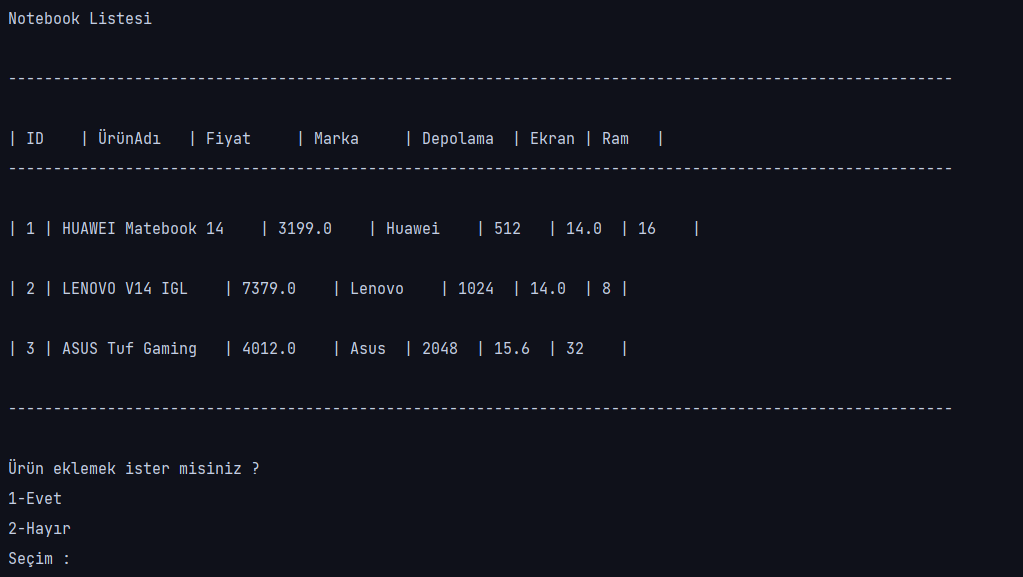 Notebook Listesi
---------------------------------------------------------------------------------------------------------
| ID    | ÜrünAdı   | Fiyat     | Marka     | Depolama  | Ekran | Ram   |
---------------------------------------------------------------------------------------------------------
| 1 | HUAWEI Matebook 14    | 3199.0    | Huawei    | 512   | 14.0  | 16    |
| 2 | LENOVO V14 IGL    | 7379.0    | Lenovo    | 1024  | 14.0  | 8 |
| 3 | ASUS Tuf Gaming   | 4012.0    | Asus  | 2048  | 15.6  | 32    |
---------------------------------------------------------------------------------------------------------
Ürün eklemek ister misiniz ?
1-Evet
2-Hayır
Seçim :